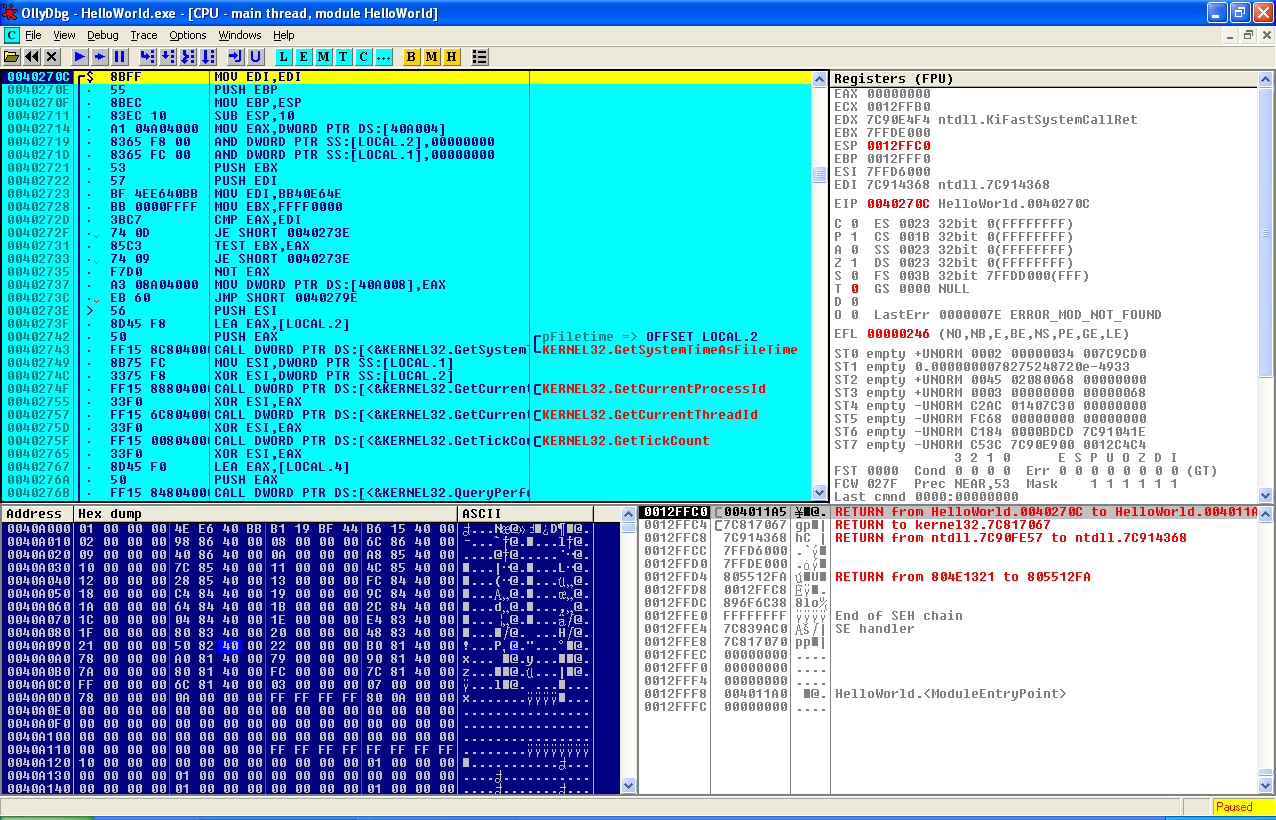 OllyDbg - HelloWorld.exe - [CPU - main thread, module HelloWorld]
C File View Debug Trace Options Windows Help
L E M T C ... B M H
0040270C $ 8BFF MOV EDI,EDI
0040270E . 55 PUSH EBP
0040270F . 8BEC MOV EBP,ESP
00402711 . 83EC 10 SUB ESP,10
00402714 . A1 04A04000 MOV EAX,DWORD PTR DS:[40A004]
00402719 . 8365 F8 00 AND DWORD PTR SS:[LOCAL.2],00000000
0040271D . 8365 FC 00 AND DWORD PTR SS:[LOCAL.1],00000000
00402721 . 53 PUSH EBX
00402722 . 57 PUSH EDI
00402723 . BF 4EE640BB MOV EDI,BB40E64E
00402728 . BB 0000FFFF MOV EBX,FFFF0000
0040272D . 3BC7 CMP EAX,EDI
0040272F . 74 0D JE SHORT 0040273E
00402731 . 85C3 TEST EBX,EAX
00402733 . 74 09 JE SHORT 0040273E
00402735 . F7D0 NOT EAX
00402737 . A3 08A04000 MOV DWORD PTR DS:[40A008],EAX
0040273C . EB 60 JMP SHORT 0040279E
0040273E > 56 PUSH ESI
0040273F . 8D45 F8 LEA EAX,[LOCAL.2]
00402742 . 50 PUSH EAX pFiletime => OFFSET LOCAL.2
00402743 . FF15 8C80400 CALL DWORD PTR DS:[<&KERNEL32.GetSystemT KERNEL32.GetSystemTimeAsFileTime
00402749 . 8B75 FC MOV ESI,DWORD PTR SS:[LOCAL.1]
0040274C . 3375 F8 XOR ESI,DWORD PTR SS:[LOCAL.2]
0040274F . FF15 8880400 CALL DWORD PTR DS:[<&KERNEL32.GetCurrent KERNEL32.GetCurrentProcessId
00402755 . 33F0 XOR ESI,EAX
00402757 . FF15 6C80400 CALL DWORD PTR DS:[<&KERNEL32.GetCurrent KERNEL32.GetCurrentThreadId
0040275D . 33F0 XOR ESI,EAX
0040275F . FF15 0080400 CALL DWORD PTR DS:[<&KERNEL32.GetTickCou KERNEL32.GetTickCount
00402765 . 33F0 XOR ESI,EAX
00402767 . 8D45 F0 LEA EAX,[LOCAL.4]
0040276A . 50 PUSH EAX
0040276B . FF15 8480400 CALL DWORD PTR DS:[<&KERNEL32.QueryPerfo
Registers (FPU)
EAX 00000000
ECX 0012FFB0
EDX 7C90E4F4 ntdll.KiFastSystemCallRet
EBX 7FFDE000
ESP 0012FFC0
EBP 0012FFF0
ESI 7FFD6000
EDI 7C914368 ntdll.7C914368
EIP 0040270C HelloWorld.0040270C
C 0 ES 0023 32bit 0(FFFFFFFF)
P 1 CS 001B 32bit 0(FFFFFFFF)
A 0 SS 0023 32bit 0(FFFFFFFF)
Z 1 DS 0023 32bit 0(FFFFFFFF)
S 0 FS 003B 32bit 7FFDD000(FFF)
T 0 GS 0000 NULL
D 0
O 0 LastErr 0000007E ERROR_MOD_NOT_FOUND
EFL 00000246 (NO,NB,E,BE,NS,PE,GE,LE)
ST0 empty +UNORM 0002 00000034 007C9CD0
ST1 empty 0.0000000078275248720e-4933
ST2 empty +UNORM 0045 02080068 00000000
ST3 empty +UNORM 0003 00000000 00000068
ST4 empty -UNORM C2AC 01407C30 00000000
ST5 empty -UNORM FC68 00000000 00000000
ST6 empty -UNORM C184 0000BDCD 7C91041E
ST7 empty -UNORM C53C 7C90E900 0012C4C4
3 2 1 0 E S P U O Z D I
FST 0000 Cond 0 0 0 0 Err 0 0 0 0 0 0 0 0 (GT)
FCW 027F Prec NEAR,53 Mask 1 1 1 1 1 1
Last cmnd 0000:00000000
Address Hex dump ASCII
0040A000 01 00 00 00 4E E6 40 BB B1 19 BF 44 B6 15 40 00
0040A010 02 00 00 00 98 86 40 00 08 00 00 00 6C 86 40 00
0040A020 09 00 00 00 40 86 40 00 0A 00 00 00 A8 85 40 00
0040A030 10 00 00 00 7C 85 40 00 11 00 00 00 4C 85 40 00
0040A040 12 00 00 00 28 85 40 00 13 00 00 00 FC 84 40 00
0040A050 18 00 00 00 C4 84 40 00 19 00 00 00 9C 84 40 00
0040A060 1A 00 00 00 64 84 40 00 1B 00 00 00 2C 84 40 00
0040A070 1C 00 00 00 04 84 40 00 1E 00 00 00 E4 83 40 00
0040A080 1F 00 00 00 80 83 40 00 20 00 00 00 48 83 40 00
0040A090 21 00 00 00 50 82 40 00 22 00 00 00 B0 81 40 00
0040A0A0 78 00 00 00 A0 81 40 00 79 00 00 00 90 81 40 00
0040A0B0 7A 00 00 00 80 81 40 00 FC 00 00 00 7C 81 40 00
0040A0C0 FF 00 00 00 6C 81 40 00 03 00 00 00 07 00 00 00
0040A0D0 78 00 00 00 0A 00 00 00 FF FF FF FF 80 0A 00 00
0040A0E0 00 00 00 00 00 00 00 00 00 00 00 00 00 00 00 00
0040A0F0 00 00 00 00 00 00 00 00 00 00 00 00 00 00 00 00
0040A100 00 00 00 00 00 00 00 00 00 00 00 00 00 00 00 00
0040A110 00 00 00 00 00 00 00 00 FF FF FF FF FF FF FF FF
0040A120 10 00 00 00 00 00 00 00 00 00 00 00 01 00 00 00
0040A130 00 00 00 00 01 00 00 00 00 00 00 00 00 00 00 00
0040A140 00 00 00 00 01 00 00 00 00 00 00 00 01 00 00 00
0012FFC0 004011A5 RETURN from HelloWorld.0040270C to HelloWorld.004011A
0012FFC4 7C817067 RETURN to kernel32.7C817067
0012FFC8 7C914368 RETURN from ntdll.7C90FE57 to ntdll.7C914368
0012FFCC 7FFD6000
0012FFD0 7FFDE000
0012FFD4 805512FA RETURN from 804E1321 to 805512FA
0012FFD8 0012FFC8
0012FFDC 896F6C38
0012FFE0 FFFFFFFF End of SEH chain
0012FFE4 7C839AC0 SE handler
0012FFE8 7C817070
0012FFEC 00000000
0012FFF0 00000000
0012FFF4 00000000
0012FFF8 004011A0 HelloWorld.<ModuleEntryPoint>
0012FFFC 00000000
Paused